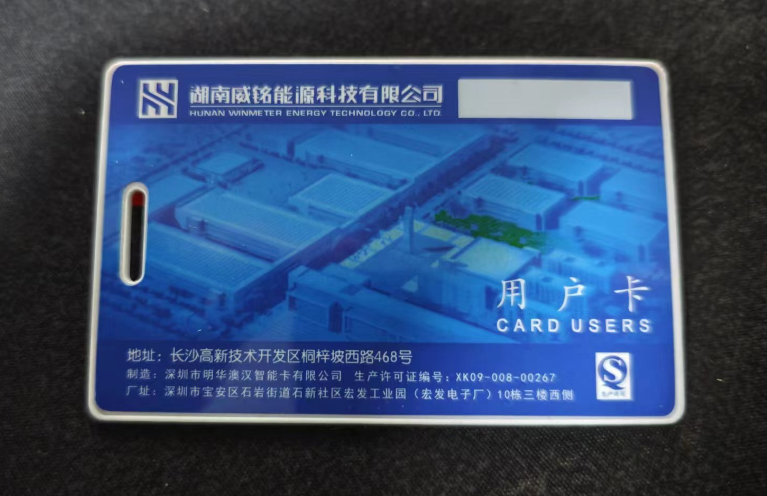 湖南威铭能源科技有限公司
HUNAN WINMETER ENERGY TECHNOLOGY CO., LTD
用户卡
CARD USERS
地址：长沙高新技术开发区桐梓坡西路468号
制造：深圳市明华澳汉智能卡有限公司 生产许可证编号：XK09-008-00267
厂址：深圳市宝安区石岩街道石新社区宏发工业园（宏发电子厂）10栋三楼西侧
生产许可